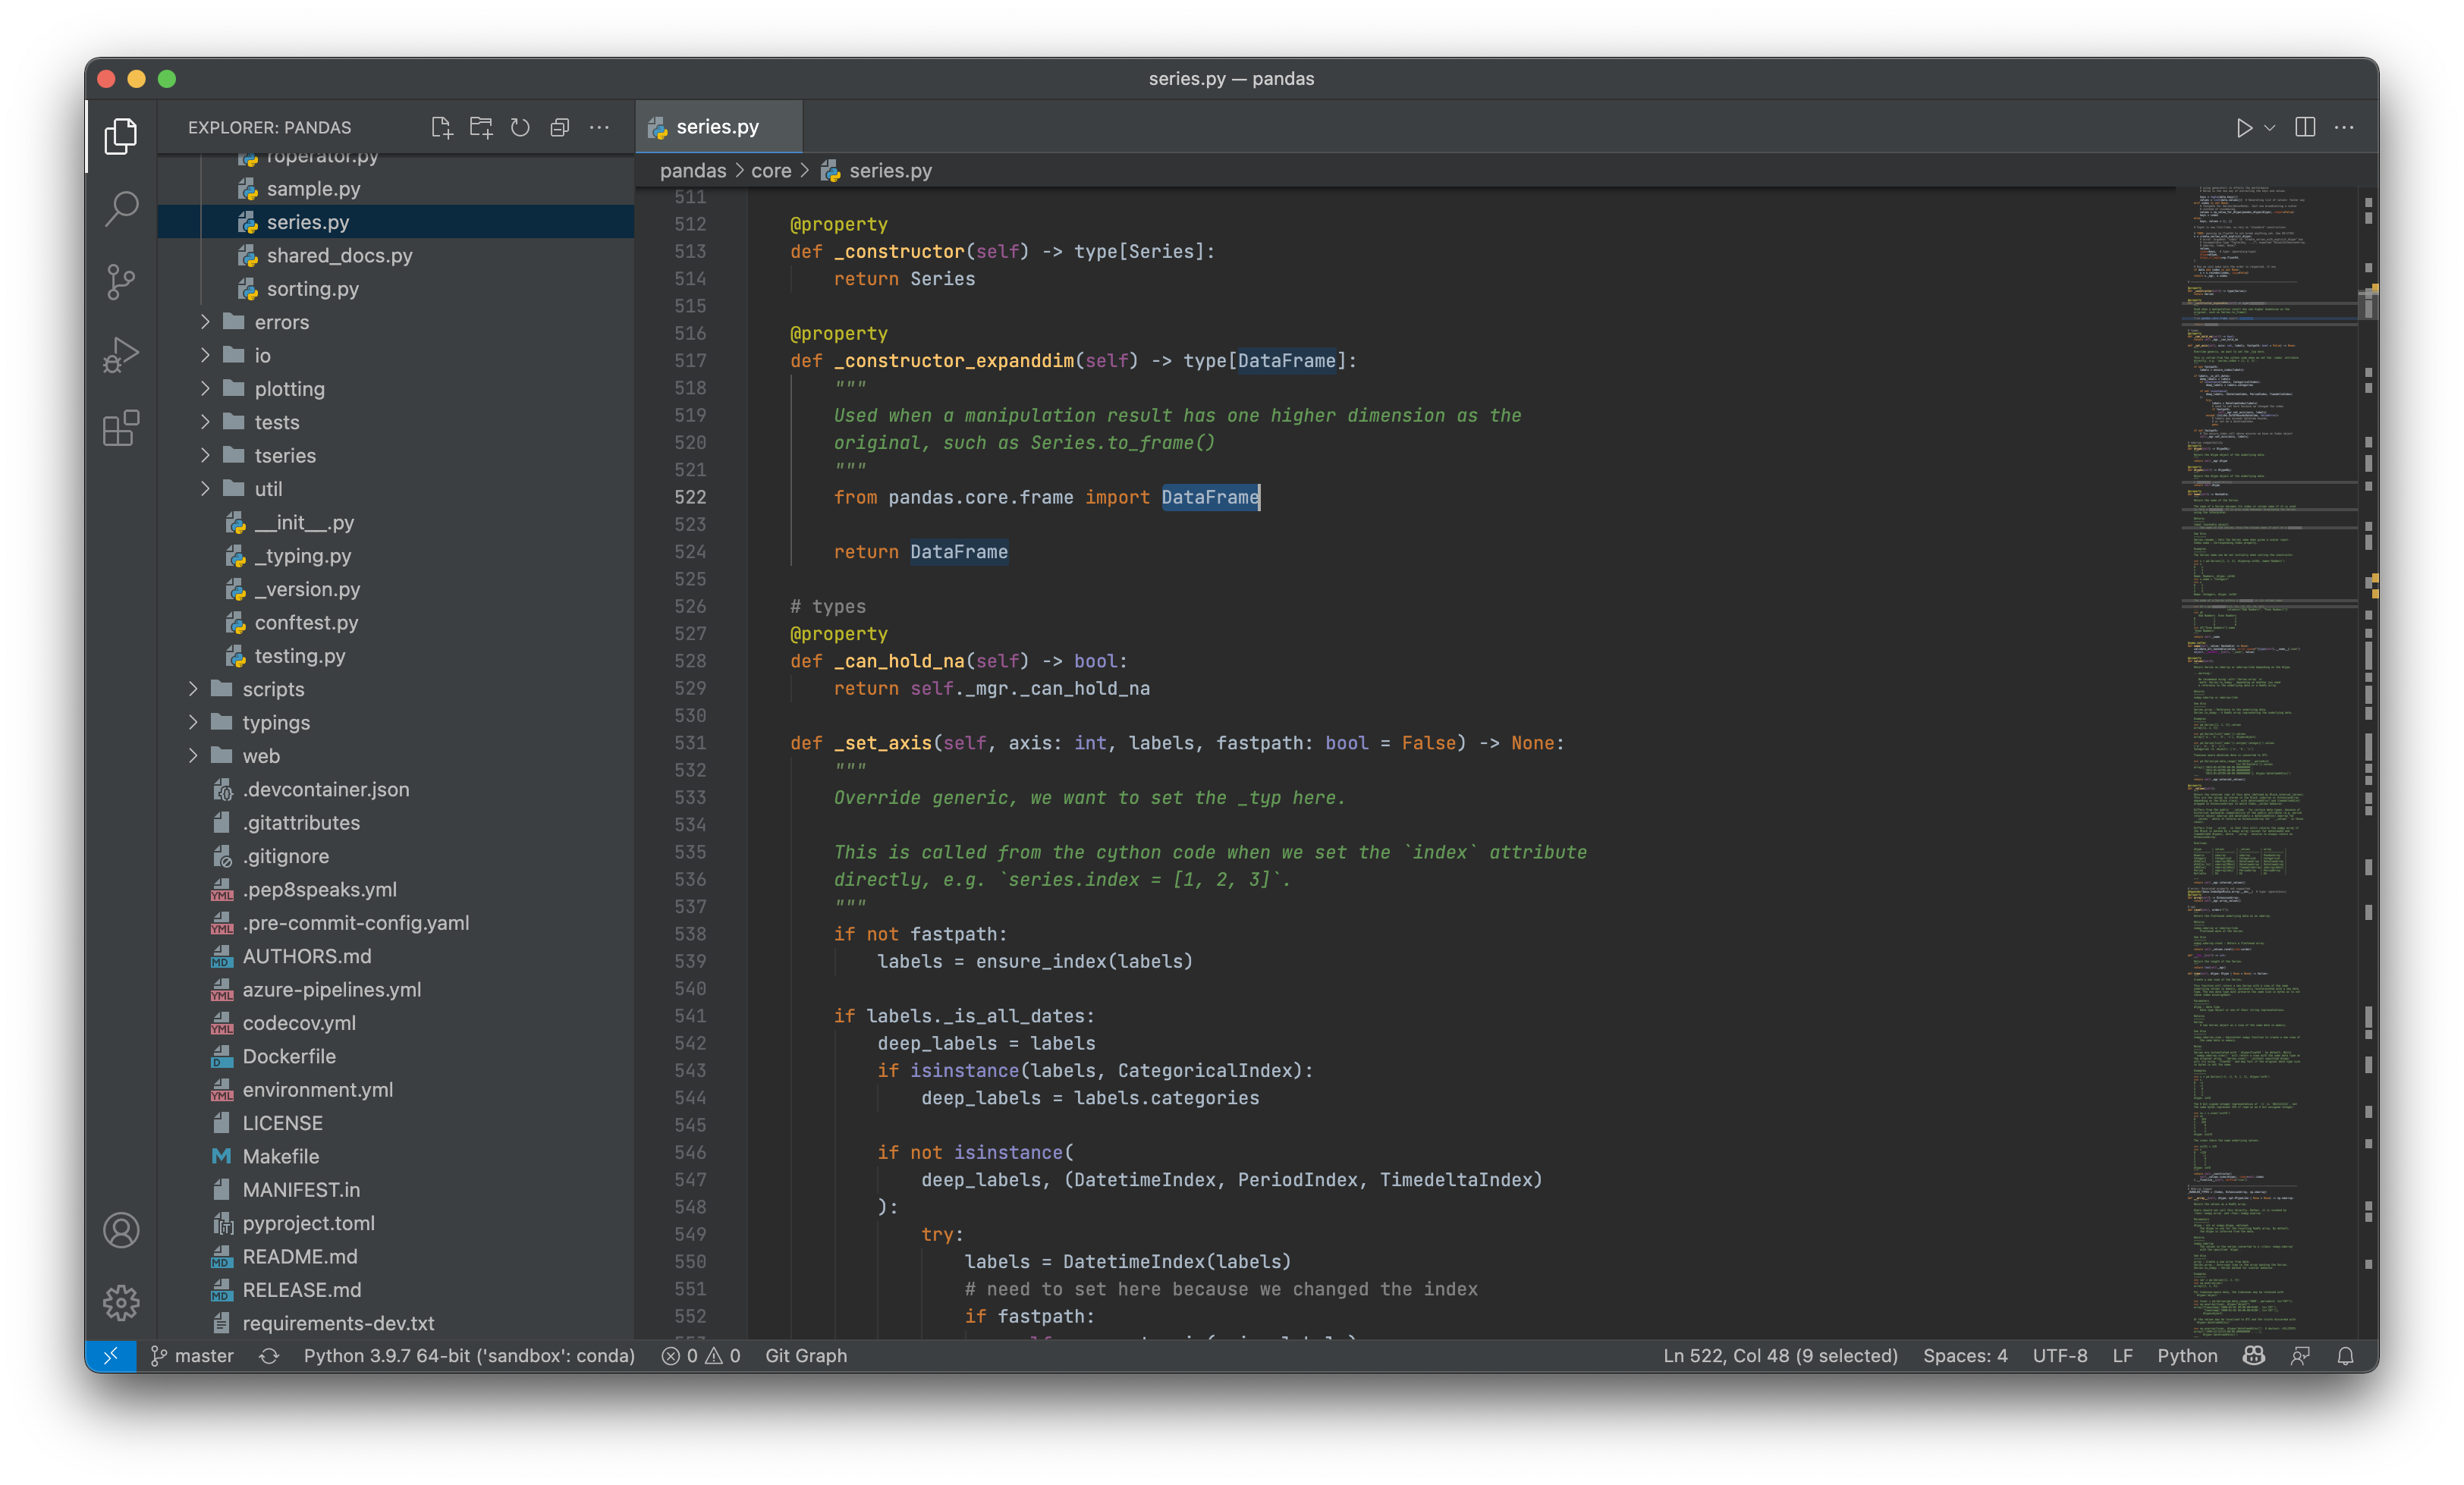 series.py — pandas
EXPLORER: PANDAS
roperator.py
sample.py
series.py
shared_docs.py
sorting.py
errors
io
plotting
tests
tseries
util
__init__.py
_typing.py
_version.py
conftest.py
testing.py
scripts
typings
web
.devcontainer.json
.gitattributes
.gitignore
.pep8speaks.yml
.pre-commit-config.yaml
AUTHORS.md
azure-pipelines.yml
codecov.yml
Dockerfile
environment.yml
LICENSE
Makefile
MANIFEST.in
pyproject.toml
README.md
RELEASE.md
requirements-dev.txt
series.py
pandas > core > series.py
511
512 @property
513 def _constructor(self) -> type[Series]:
514 return Series
515
516 @property
517 def _constructor_expanddim(self) -> type[DataFrame]:
518 """
519 Used when a manipulation result has one higher dimension as the
520 original, such as Series.to_frame()
521 """
522 from pandas.core.frame import DataFrame
523
524 return DataFrame
525
526 # types
527 @property
528 def _can_hold_na(self) -> bool:
529 return self._mgr._can_hold_na
530
531 def _set_axis(self, axis: int, labels, fastpath: bool = False) -> None:
532 """
533 Override generic, we want to set the _typ here.
534
535 This is called from the cython code when we set the `index` attribute
536 directly, e.g. `series.index = [1, 2, 3]`.
537 """
538 if not fastpath:
539 labels = ensure_index(labels)
540
541 if labels._is_all_dates:
542 deep_labels = labels
543 if isinstance(labels, CategoricalIndex):
544 deep_labels = labels.categories
545
546 if not isinstance(
547 deep_labels, (DatetimeIndex, PeriodIndex, TimedeltaIndex)
548 ):
549 try:
550 labels = DatetimeIndex(labels)
551 # need to set here because we changed the index
552 if fastpath:
master
Python 3.9.7 64-bit ('sandbox': conda)
0 0
Git Graph
Ln 522, Col 48 (9 selected)
Spaces: 4
UTF-8
LF
Python